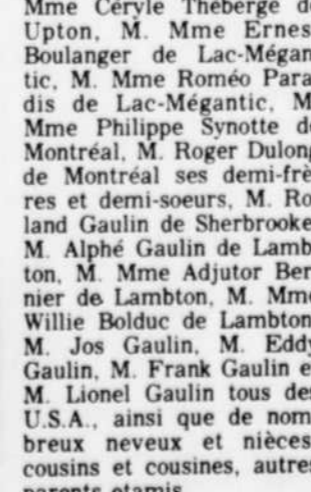 Mme Céryle Théberge d
Upton, M. Mme Ernes
Boulanger de Lac-Mégan
tic, M. Mme Roméo Para
dis de Lac-Mégantic, M
Mme Philippe Synotte d
Montréal, M. Roger Dulong
de Montréal ses demi-frè
res et demi-soeurs, M. Ro
land Gaulin de Sherbrooke
M. Alphé Gaulin de Lamb
ton, M. Mme Adjutor Ber
nier de Lambton, M. Mme
Willie Bolduc de Lambton
M. Jos Gaulin, M. Eddy
Gaulin, M. Frank Gaulin e
M. Lionel Gaulin tous des
U.S.A., ainsi que de nom
breux neveux et nièces
cousins et cousines, autres
parents et amis